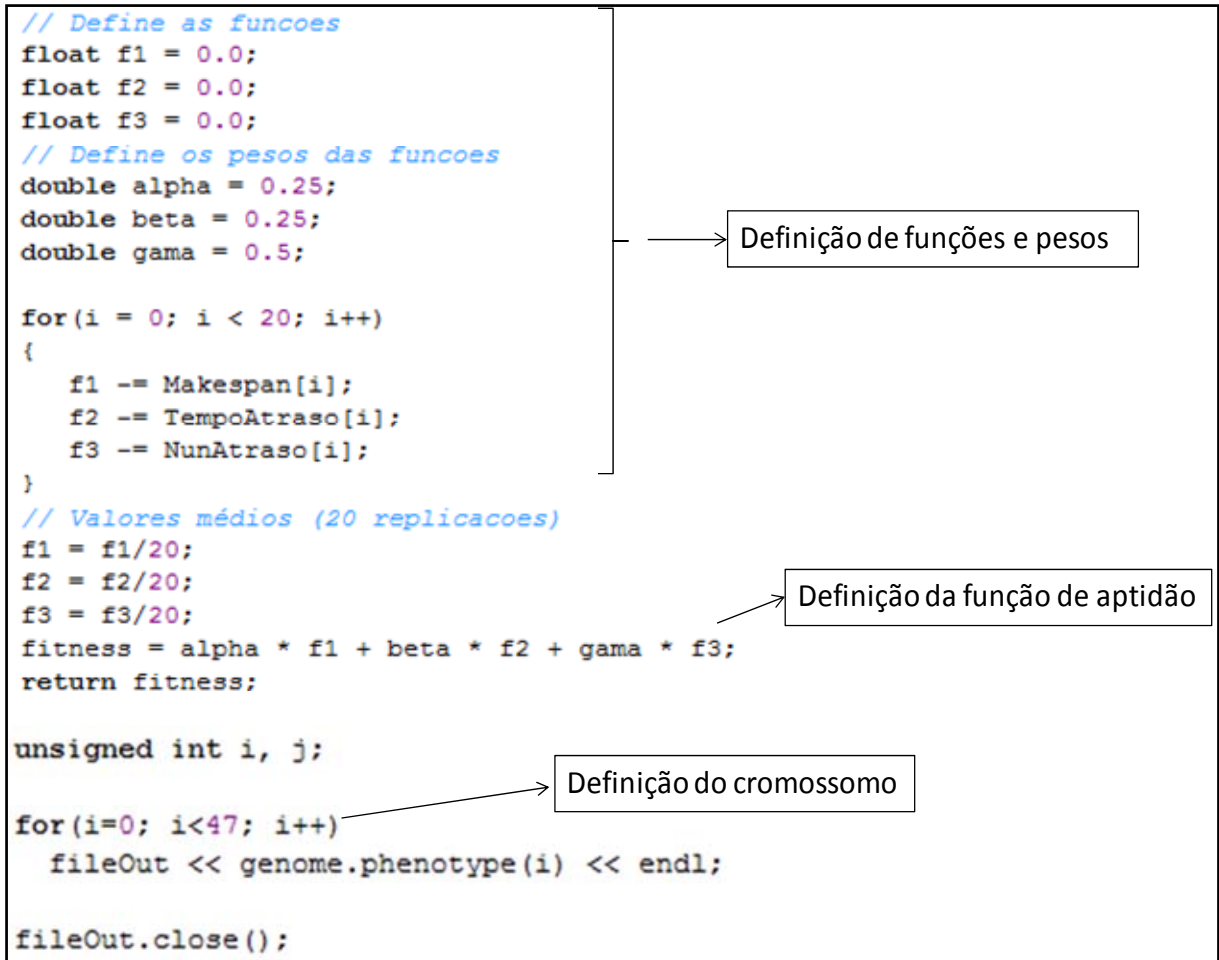 // Define as funcoes
float f1 = 0.0;
float f2 = 0.0;
float f3 = 0.0;
// Define os pesos das funcoes
double alpha = 0.25;
double beta = 0.25;
double gama = 0.5;
Definição de funções e pesos
for(i = 0; i < 20; i++)
{
f1 -= Makespan[i];
f2 -= TempoAtraso[i];
f3 -= NunAtraso[i];
}
// Valores médios (20 replicacoes)
f1 = f1/20;
f2 = f2/20;
f3 = f3/20;
Definição da função de aptidão
fitness = alpha * f1 + beta * f2 + gama * f3;
return fitness;
unsigned int i, j;
Definição do cromossomo
for(i=0; i<47; i++)
fileOut << genome.phenotype(i) << endl;
fileOut.close();